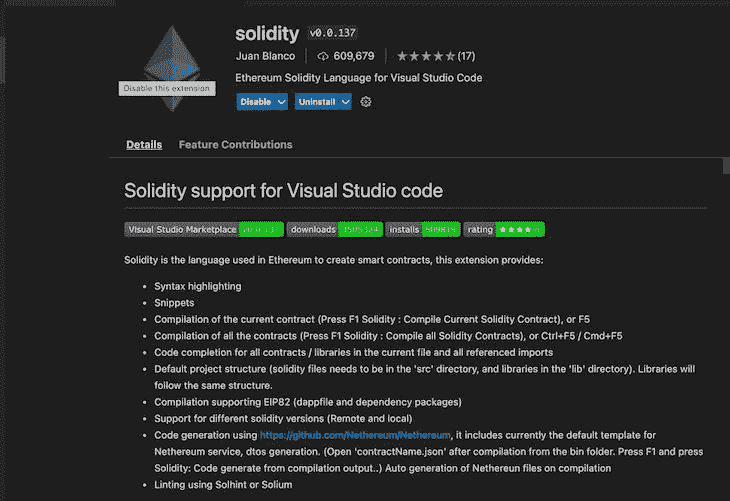 solidity v0.0.137
Juan Blanco 609,679 (17)
Ethereum Solidity Language for Visual Studio Code
Disable this extension
Disable Uninstall
Details Feature Contributions
Solidity support for Visual Studio code
Visual Studio Marketplace v0.0.137 downloads installs rating
Solidity is the language used in Ethereum to create smart contracts, this extension provides:
• Syntax highlighting
• Snippets
• Compilation of the current contract (Press F1 Solidity : Compile Current Solidity Contract), or F5
• Compilation of all the contracts (Press F1 Solidity : Compile all Solidity Contracts), or Ctrl+F5 / Cmd+F5
• Code completion for all contracts / libraries in the current file and all referenced imports
• Default project structure (solidity files needs to be in the 'src' directory, and libraries in the 'lib' directory). Libraries will
follow the same structure.
• Compilation supporting EIP82 (dappfile and dependency packages)
• Support for different solidity versions (Remote and local)
• Code generation using https://github.com/Nethereum/Nethereum, it includes currently the default template for
Nethereum service, dtos generation. (Open 'contractName.json' after compilation from the bin folder. Press F1 and press
Solidity: Code generate from compilation output..) Auto generation of Nethereun files on compilation
• Linting using Solhint or Solium